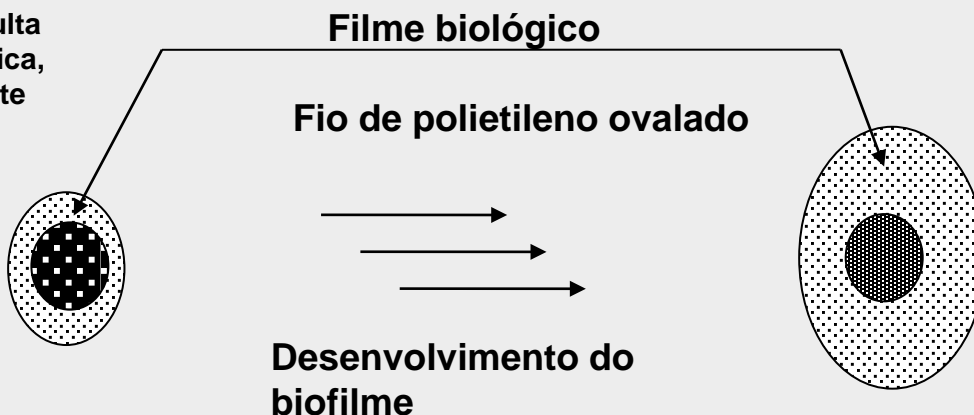 Filme biológico
Fio de polietileno ovalado
Desenvolvimento do
biofilme